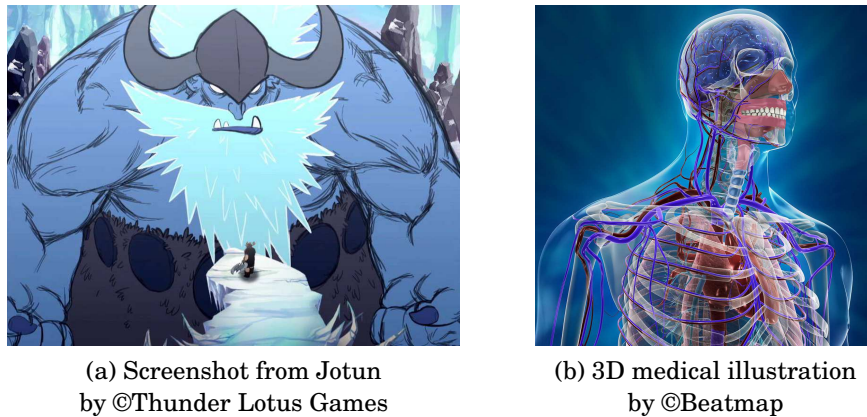 (a) Screenshot from Jotun
by ©Thunder Lotus Games
(b) 3D medical illustration
by ©Beatmap